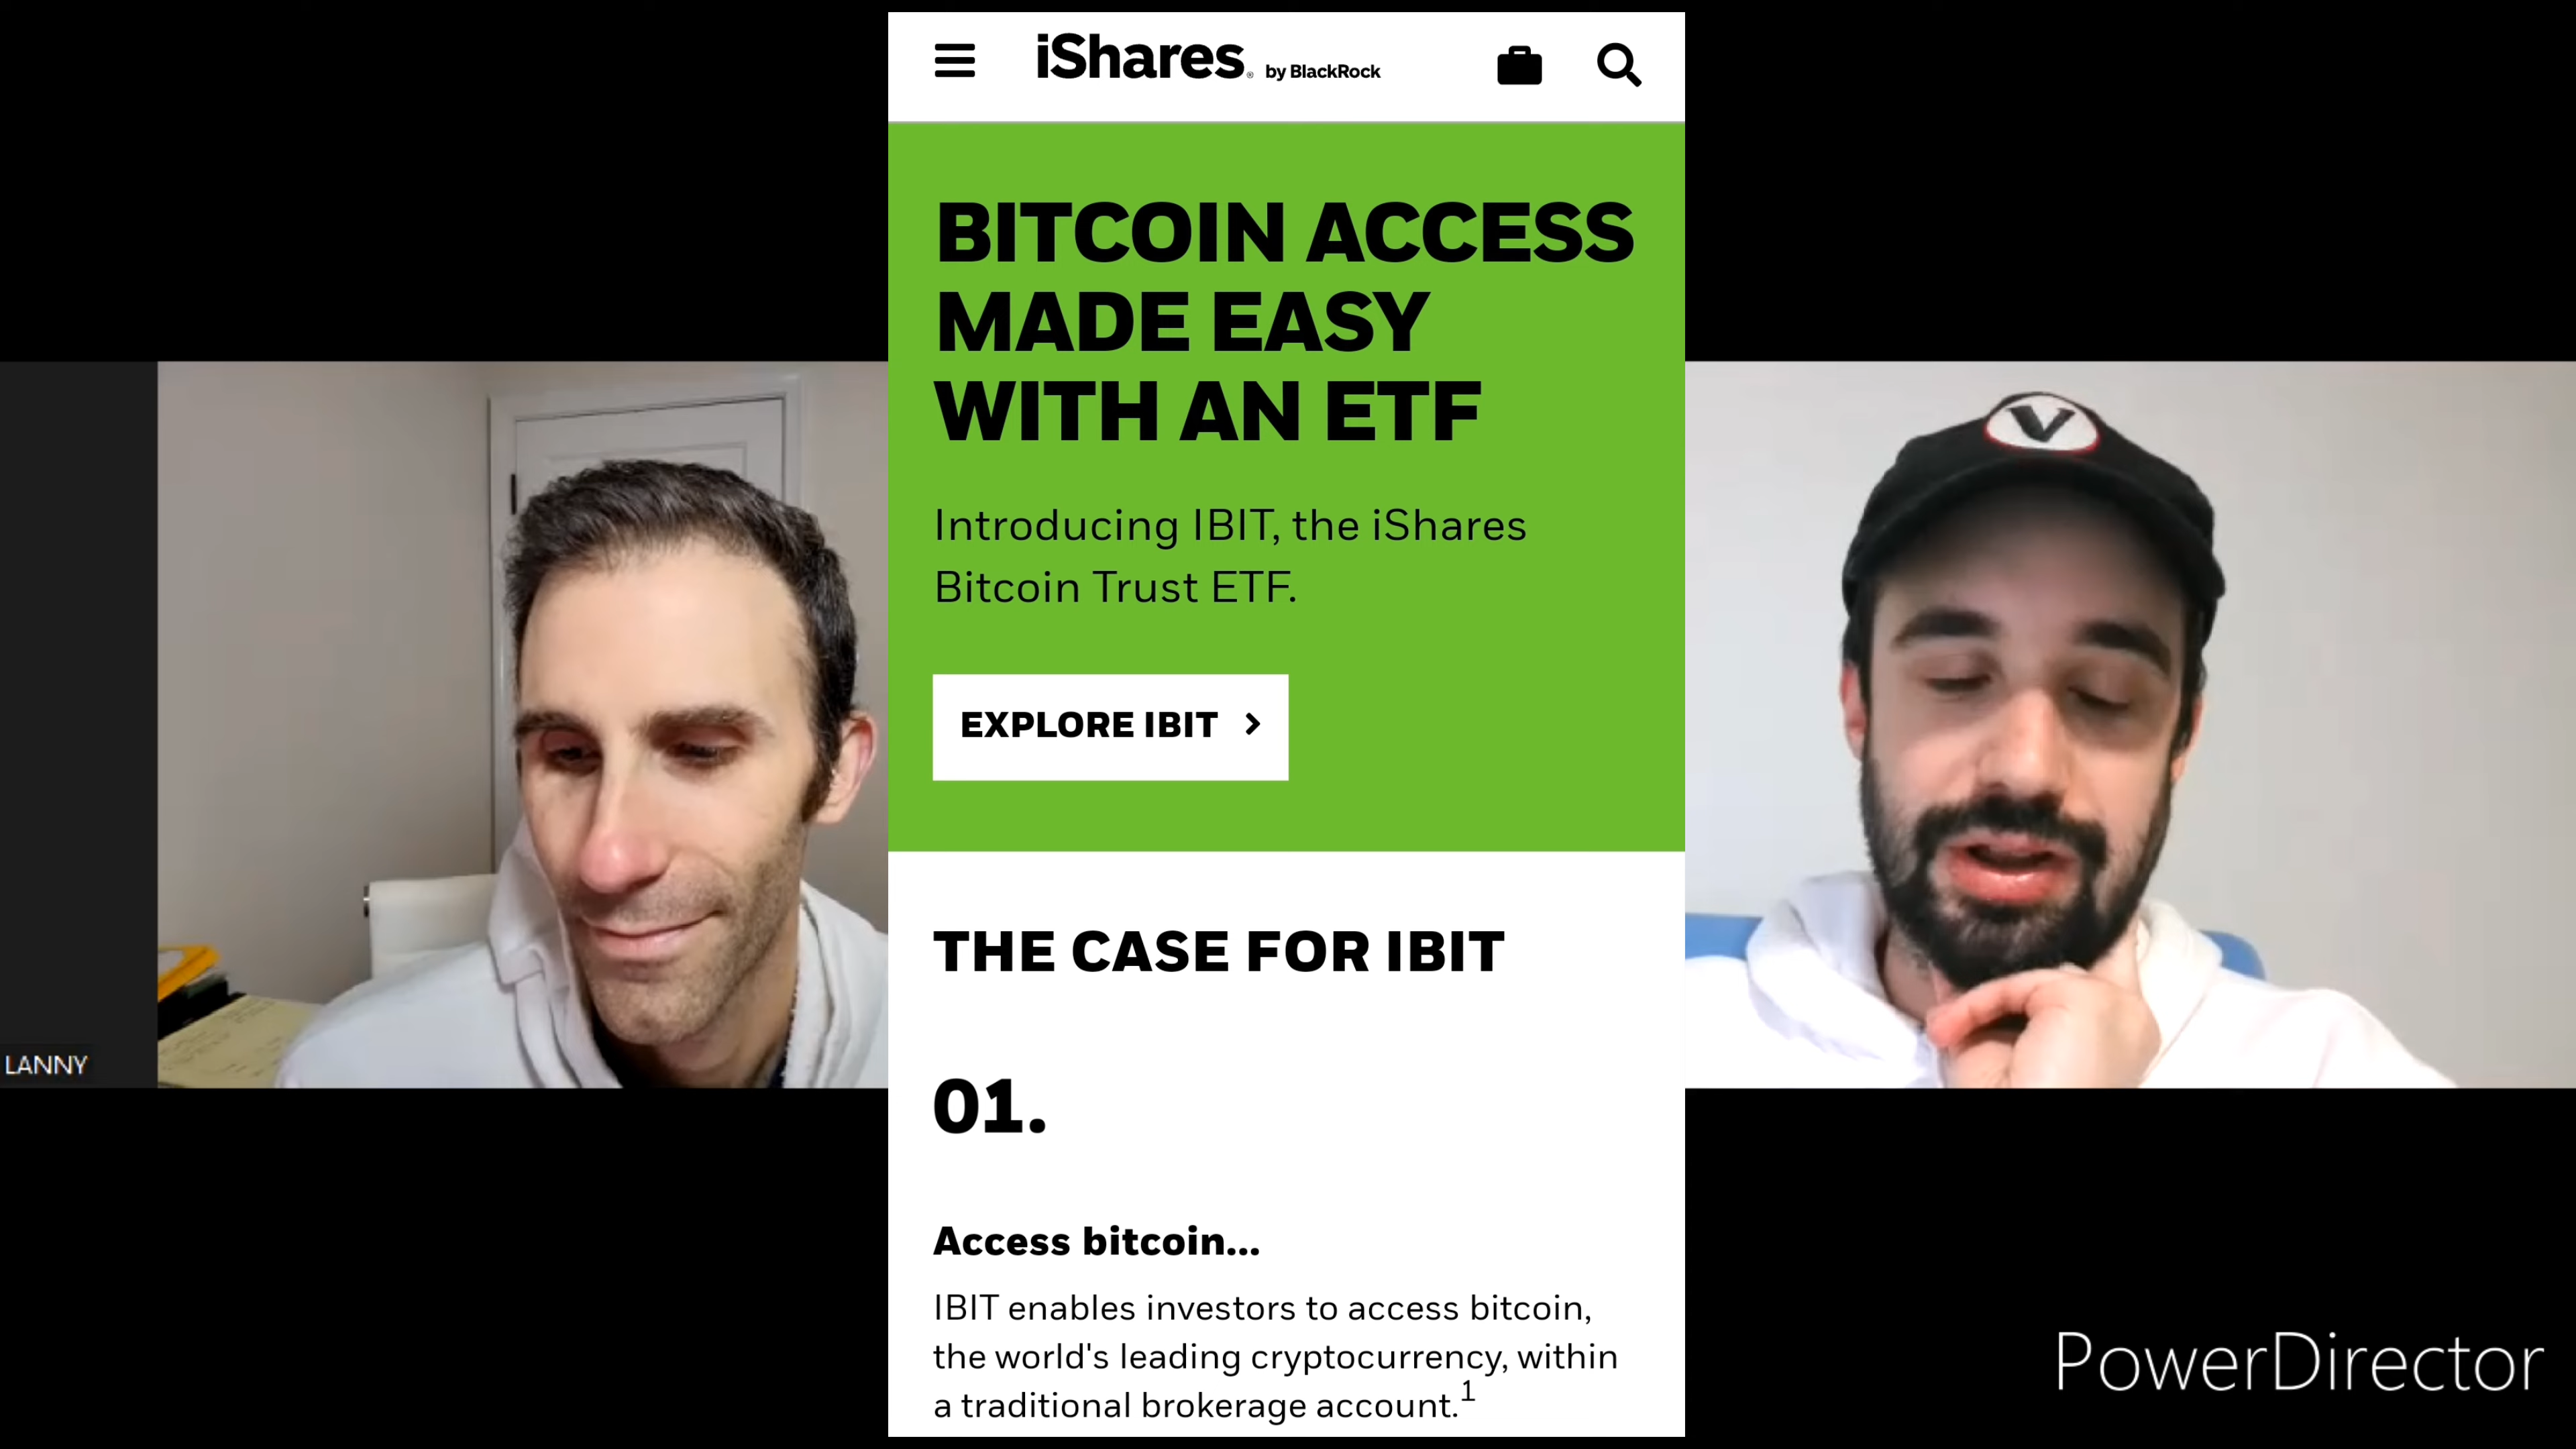 iShares® by BlackRock
BITCOIN ACCESS
MADE EASY
WITH AN ETF
Introducing IBIT, the iShares
Bitcoin Trust ETF.
EXPLORE IBIT
THE CASE FOR IBIT
01.
Access bitcoin...
IBIT enables investors to access bitcoin,
the world's leading cryptocurrency, within
a traditional brokerage account.1
LANNY
V
PowerDirector